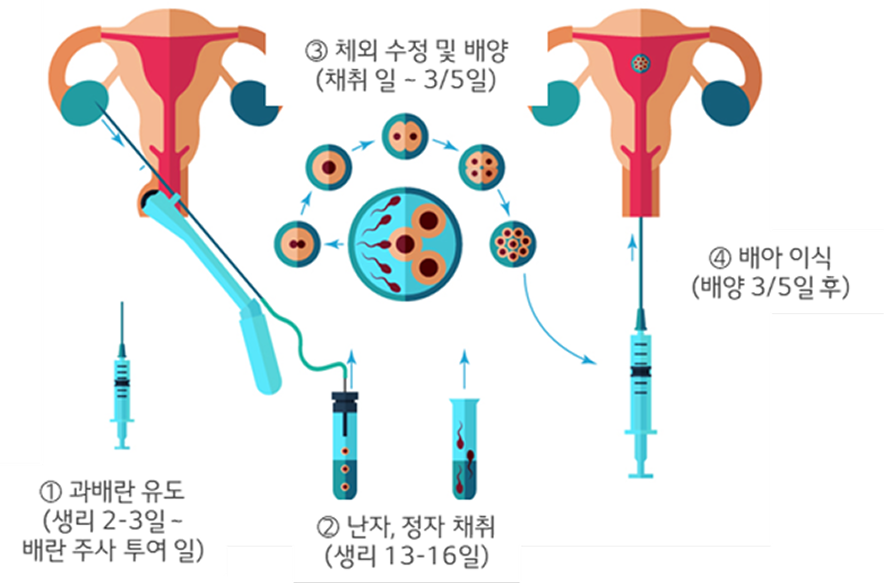 ① 과배란 유도
(생리 2-3일~
배란 주사 투여 일)
② 난자, 정자 채취
(생리 13-16일)
③ 체외 수정 및 배양
(채취 일 ~ 3/5일)
④ 배아 이식
(배양 3/5일 후)